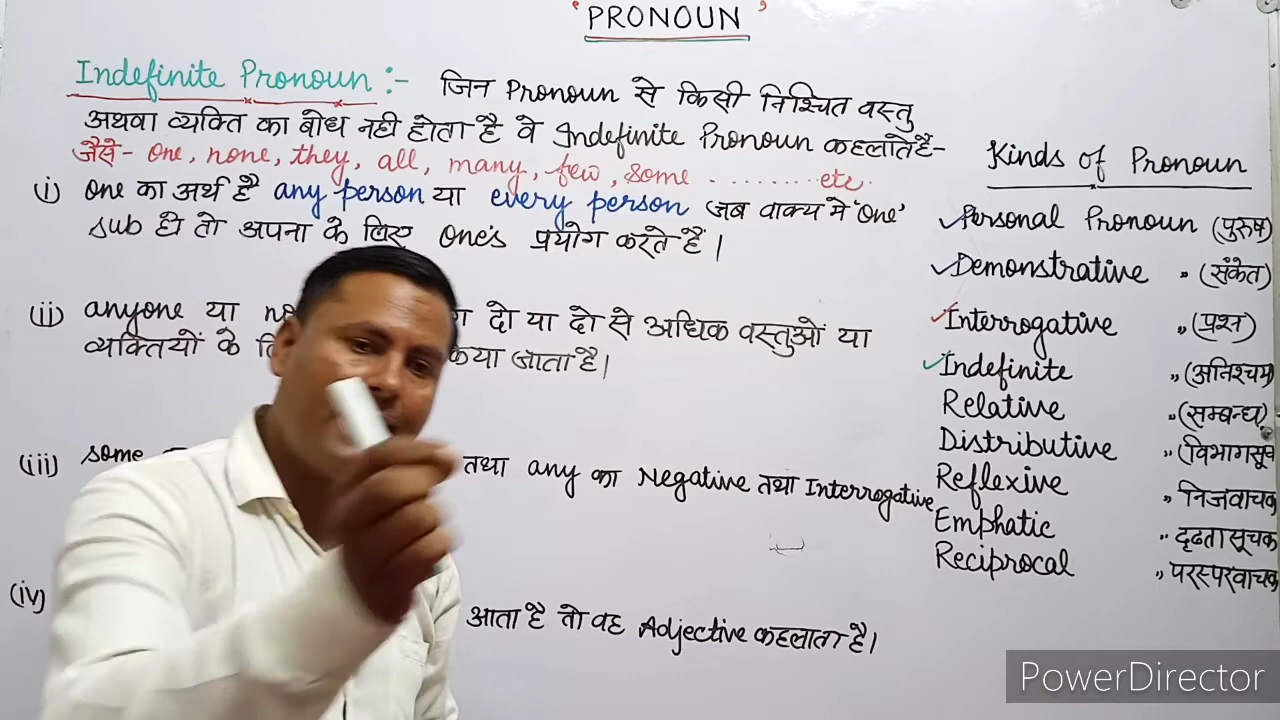 'PRONOUN'
Indefinite Pronoun :- जिन Pronoun से किसी निश्चित वस्तु
अथवा व्यक्ति का बोध नही होता है वे Indefinite Pronoun कहलाते है-
जैसे- one, none, they, all, many, few, some ......... etc.
(i) one का अर्थ है any person या every person जब वाक्य मे 'one'
sub हो तो अपना के लिए one's प्रयोग करते हैं।
(ii) anyone या दो या दो से अधिक वस्तुओं या
व्यक्तियों के किया जाता है।
(iii) some तथा any का Negative तथा Interrogative
(iv) आता है तो वह Adjective कहलाता है।
Kinds of Pronoun
Personal Pronoun (पुरुष)
Demonstrative " (संकेत)
Interrogative " (प्रश्न)
Indefinite " (अनिश्चय)
Relative " (सम्बन्ध)
Distributive " (विभागसूच
Reflexive " निजवाचक
Emphatic " दृढतासूचक
Reciprocal " परस्परवाचक
PowerDirector